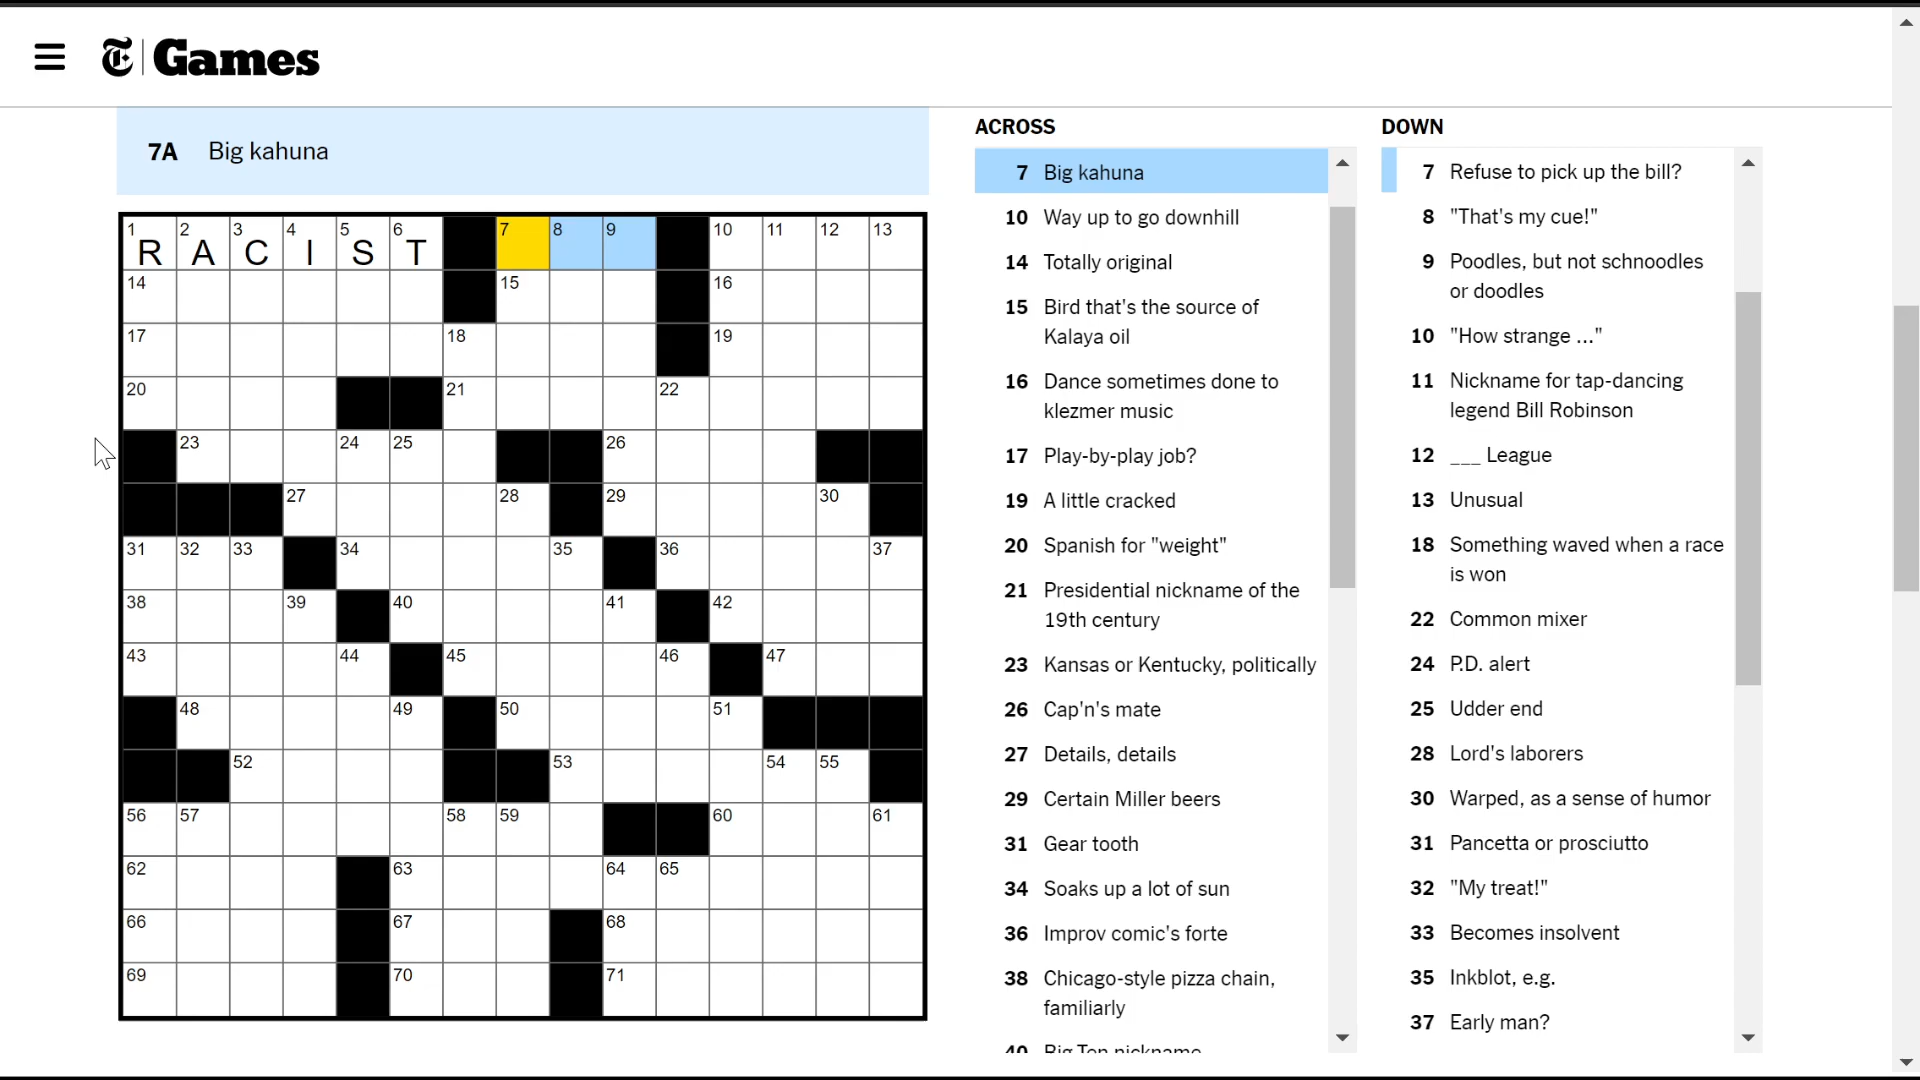 T Games
7A Big kahuna
1 2 3 4 5 6 7 8 9 10 11 12 13
R A C I S T
14 15 16
17 18 19
20 21 22
23 24 25 26
27 28 29 30
31 32 33 34 35 36 37
38 39 40 41 42
43 44 45 46 47
48 49 50 51
52 53 54 55
56 57 58 59 60 61
62 63 64 65
66 67 68
69 70 71
ACROSS
7 Big kahuna
10 Way up to go downhill
14 Totally original
15 Bird that's the source of
Kalaya oil
16 Dance sometimes done to
klezmer music
17 Play-by-play job?
19 A little cracked
20 Spanish for "weight"
21 Presidential nickname of the
19th century
23 Kansas or Kentucky, politically
26 Cap'n's mate
27 Details, details
29 Certain Miller beers
31 Gear tooth
34 Soaks up a lot of sun
36 Improv comic's forte
38 Chicago-style pizza chain,
familiarly
40 Big Ten nickname
DOWN
7 Refuse to pick up the bill?
8 "That's my cue!"
9 Poodles, but not schnoodles
or doodles
10 "How strange ..."
11 Nickname for tap-dancing
legend Bill Robinson
12 ___ League
13 Unusual
18 Something waved when a race
is won
22 Common mixer
24 P.D. alert
25 Udder end
28 Lord's laborers
30 Warped, as a sense of humor
31 Pancetta or prosciutto
32 "My treat!"
33 Becomes insolvent
35 Inkblot, e.g.
37 Early man?